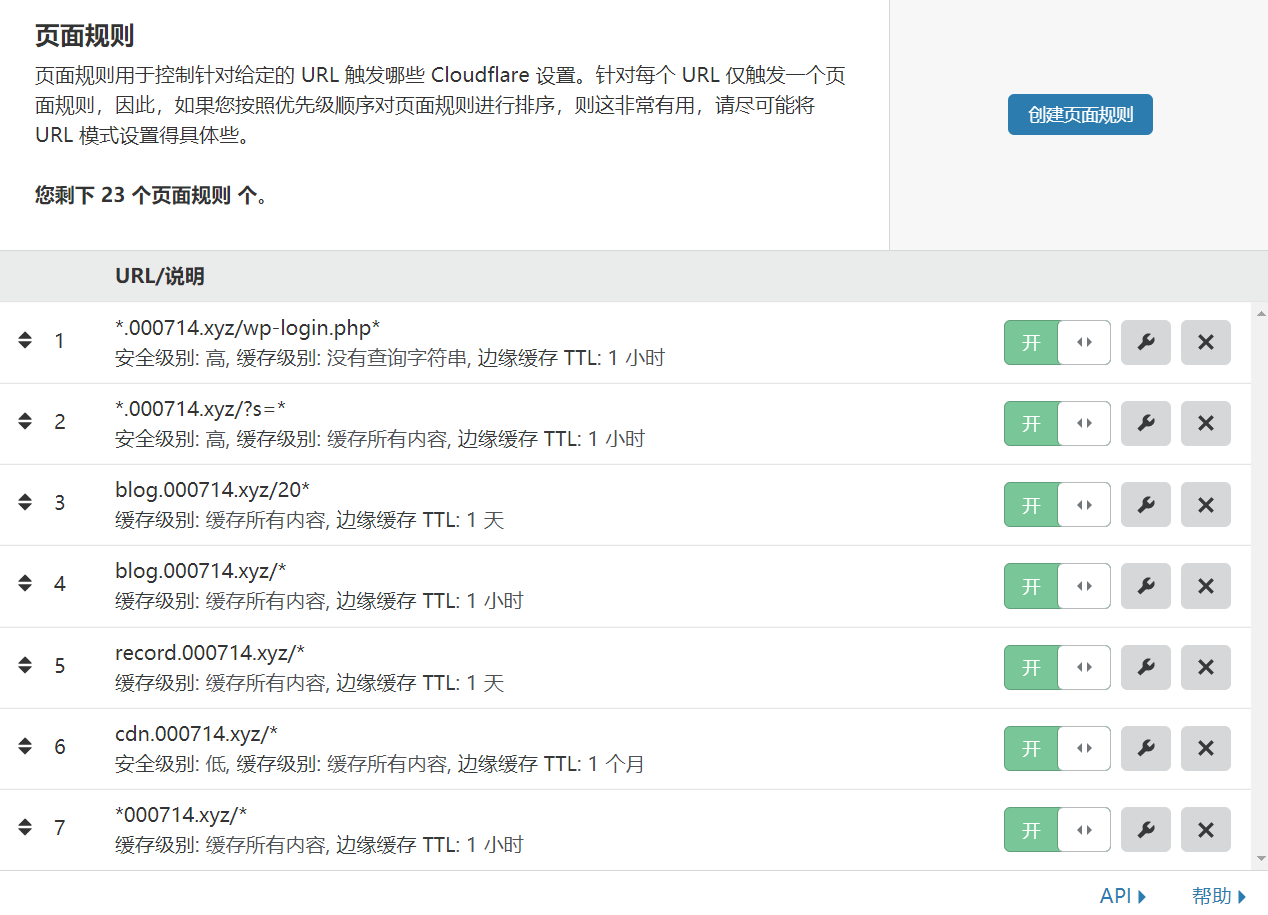 页面规则
页面规则用于控制针对给定的 URL 触发哪些 Cloudflare 设置。针对每个 URL 仅触发一个页
面规则，因此，如果您按照优先级顺序对页面规则进行排序，则这非常有用，请尽可能将
URL 模式设置得具体些。
创建页面规则
您剩下 23 个页面规则 个。
URL/说明
1 *.000714.xyz/wp-login.php* 开
安全级别: 高, 缓存级别: 没有查询字符串, 边缘缓存 TTL: 1 小时
2 *.000714.xyz/?s=* 开
安全级别: 高, 缓存级别: 缓存所有内容, 边缘缓存 TTL: 1 小时
3 blog.000714.xyz/20* 开
缓存级别: 缓存所有内容, 边缘缓存 TTL: 1 天
4 blog.000714.xyz/* 开
缓存级别: 缓存所有内容, 边缘缓存 TTL: 1 小时
5 record.000714.xyz/* 开
缓存级别: 缓存所有内容, 边缘缓存 TTL: 1 天
6 cdn.000714.xyz/* 开
安全级别: 低, 缓存级别: 缓存所有内容, 边缘缓存 TTL: 1 个月
7 *000714.xyz/* 开
缓存级别: 缓存所有内容, 边缘缓存 TTL: 1 小时
API 帮助